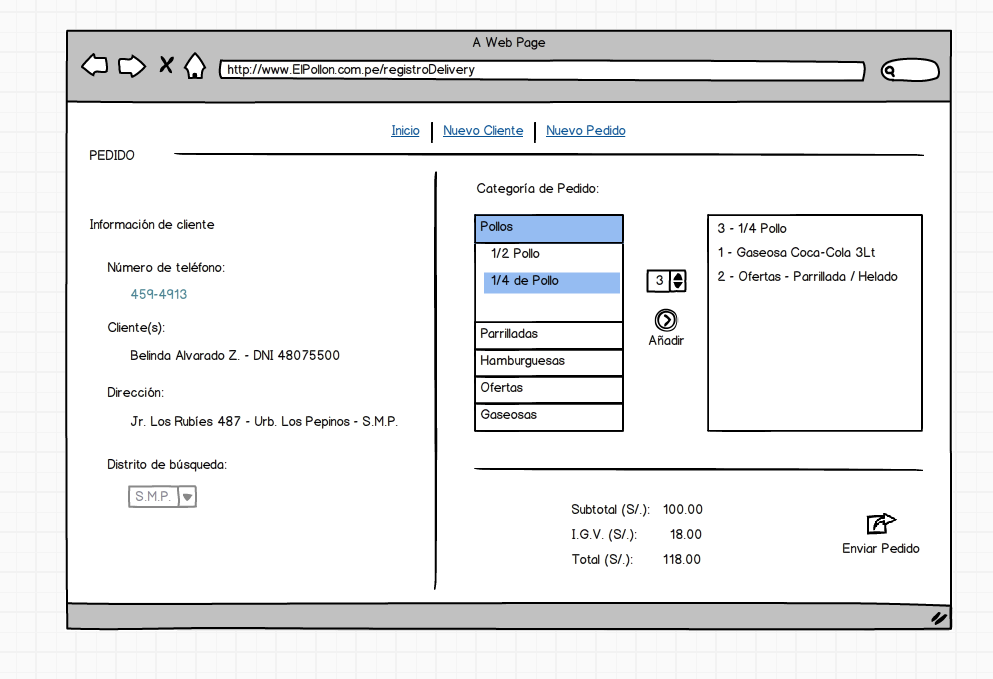 A Web Page
http://www.ElPollon.com.pe/registroDelivery
Inicio
Nuevo Cliente
Nuevo Pedido
PEDIDO
Información de cliente
Número de teléfono:
459-4913
Cliente(s):
Belinda Alvarado Z. - DNI 48075500
Dirección:
Jr. Los Rubíes 487 - Urb. Los Pepinos - S.M.P.
Distrito de búsqueda:
S.M.P.
Categoría de Pedido:
Pollos
1/2 Pollo
1/4 de Pollo
Parrilladas
Hamburguesas
Ofertas
Gaseosas
3
Añadir
3 - 1/4 Pollo
1 - Gaseosa Coca-Cola 3Lt
2 - Ofertas - Parrillada / Helado
Subtotal (S/.): 100.00
I.G.V. (S/.): 18.00
Total (S/.): 118.00
Enviar Pedido